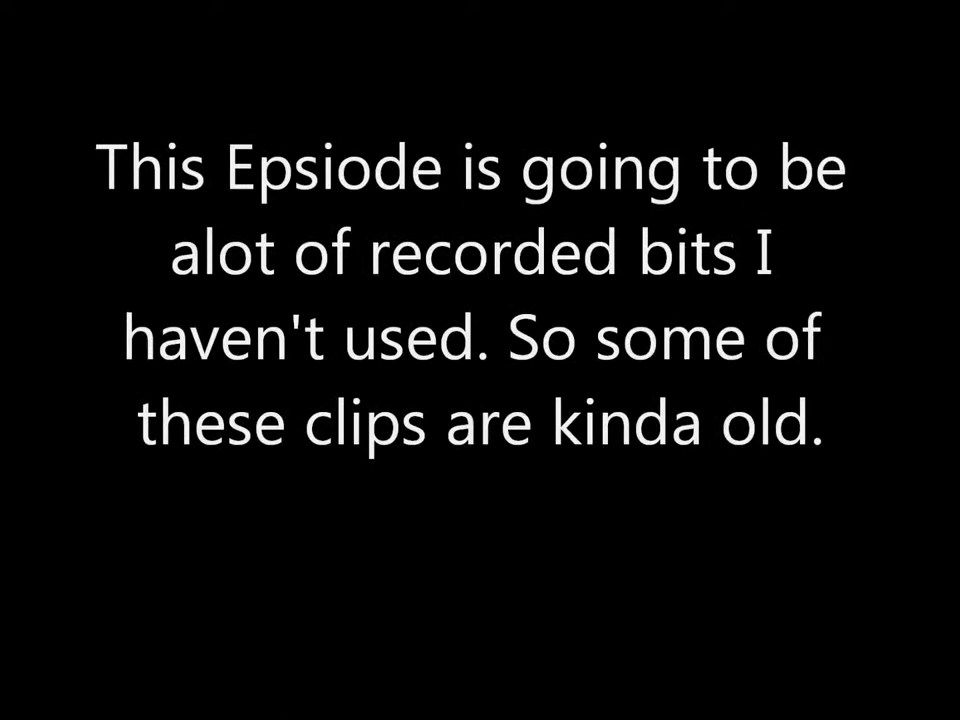 This Epsiode is going to be
alot of recorded bits I
haven't used. So some of
these clips are kinda old.